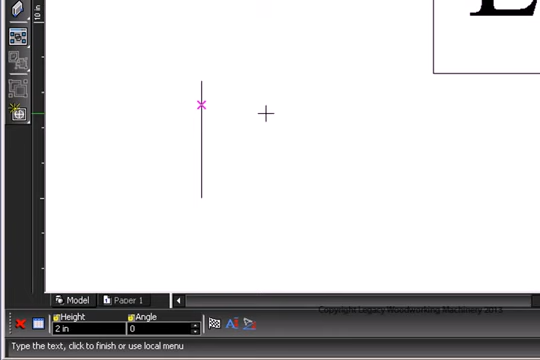 10 in
E
Model
Paper 1
Copyright Legacy Woodworking Machinery 2013
Height
Angle
2 in
0
Type the text, click to finish or use local menu